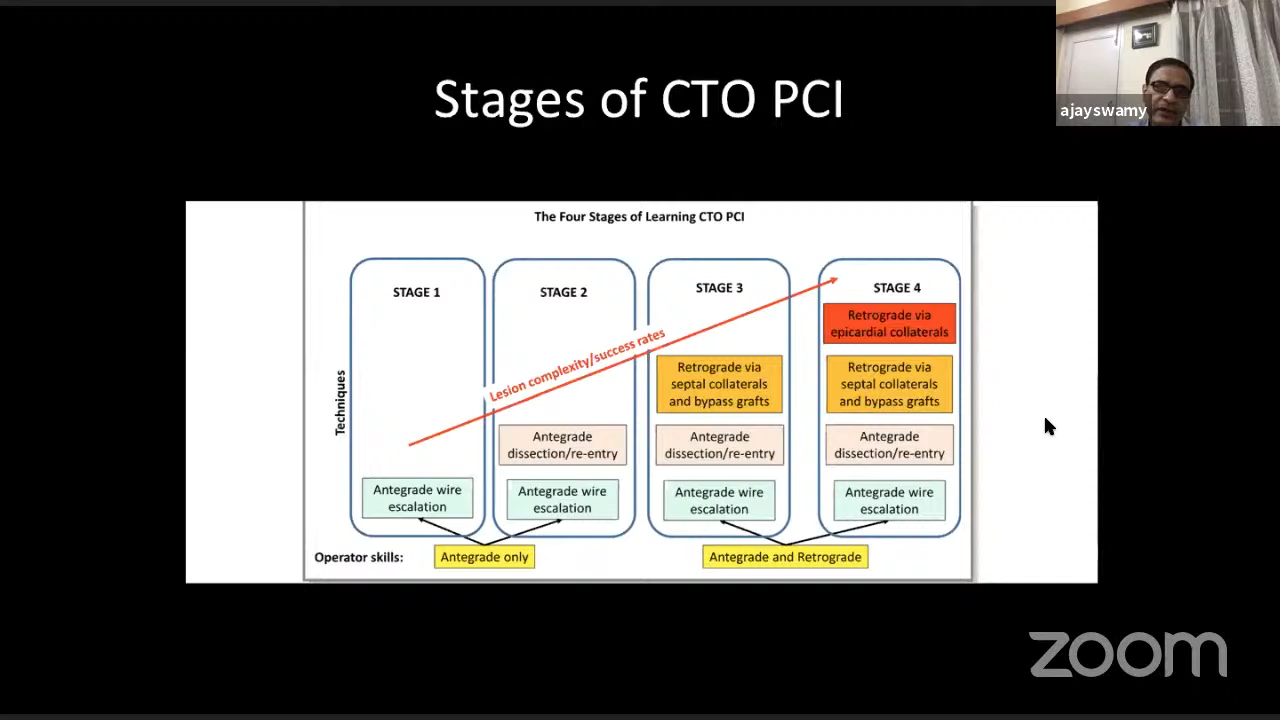 Stages of CTO PCI
ajayswamy
The Four Stages of Learning CTO PCI
STAGE 1
STAGE 2
STAGE 3
STAGE 4
Lesion complexity/success rates
Techniques
Retrograde via
epicardial collaterals
Retrograde via
septal collaterals
and bypass grafts
Retrograde via
septal collaterals
and bypass grafts
Antegrade
dissection/re-entry
Antegrade
dissection/re-entry
Antegrade
dissection/re-entry
Antegrade wire
escalation
Antegrade wire
escalation
Antegrade wire
escalation
Antegrade wire
escalation
Operator skills:
Antegrade only
Antegrade and Retrograde
zoom